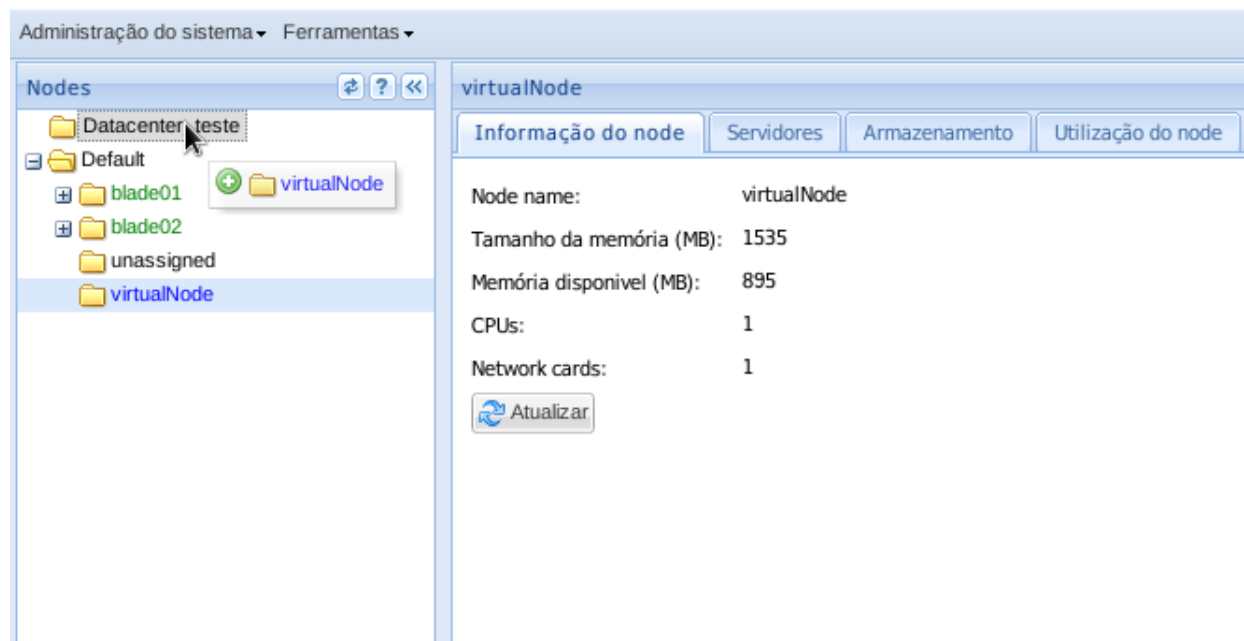 Administração do sistema Ferramentas
Nodes
Datacenter_teste
Default
blade01
virtualNode
blade02
unassigned
virtualNode
virtualNode
Informação do node Servidores Armazenamento Utilização do node
Node name: virtualNode
Tamanho da memória (MB): 1535
Memória disponivel (MB): 895
CPUs: 1
Network cards: 1
Atualizar